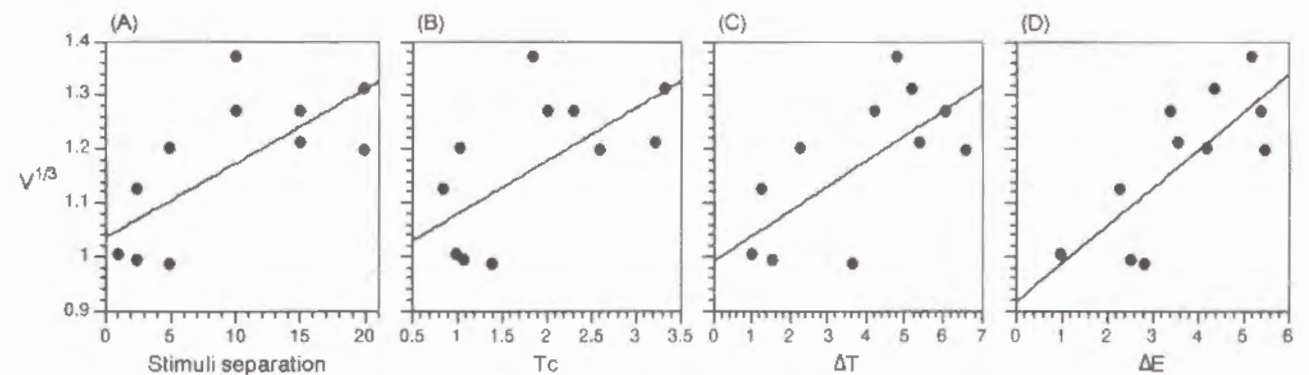 (A) (B) (C) (D)
1.4
1.3
1.2
1.1
1
0.9
V1/3
0 5 10 15 20
Stimuli separation
1 1.5 2 2.5 3 3.5
Tc
0 1 2 3 4 5 6 7
ΔT
0 1 2 3 4 5 6
ΔE